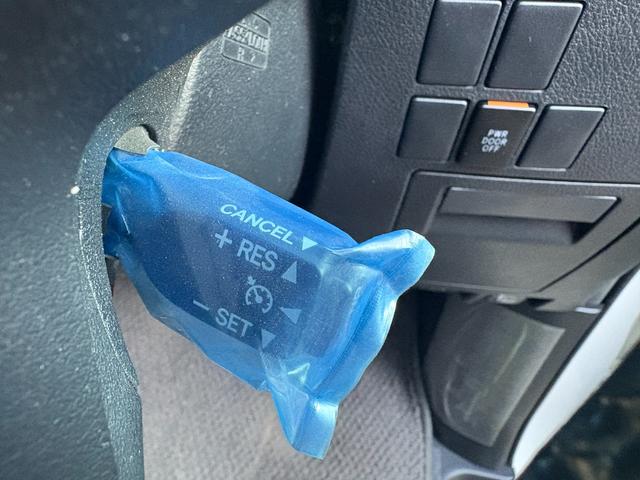 CANCEL ▼
+ RES ▲
◀
− SET ▼
PWR
DOOR
OFF